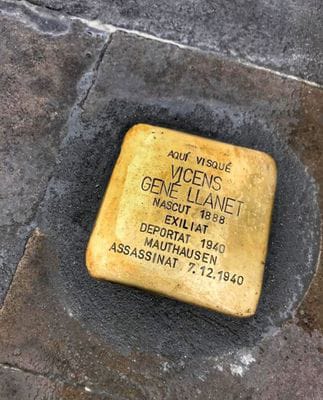 AQUÍ VISQUÉ
VICENS
GENÉ LLANET
NASCUT 1888
EXILIAT
DEPORTAT 1940
MAUTHAUSEN
ASSASSINAT 7.12.1940